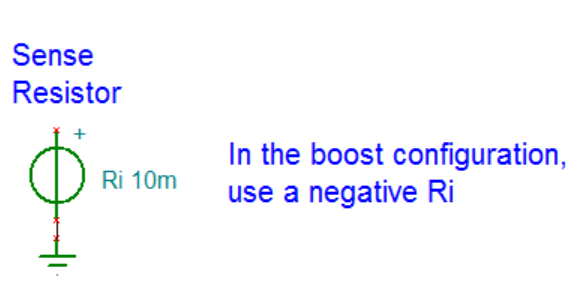 Sense
Resistor
+
Ri 10m
In the boost configuration,
use a negative Ri